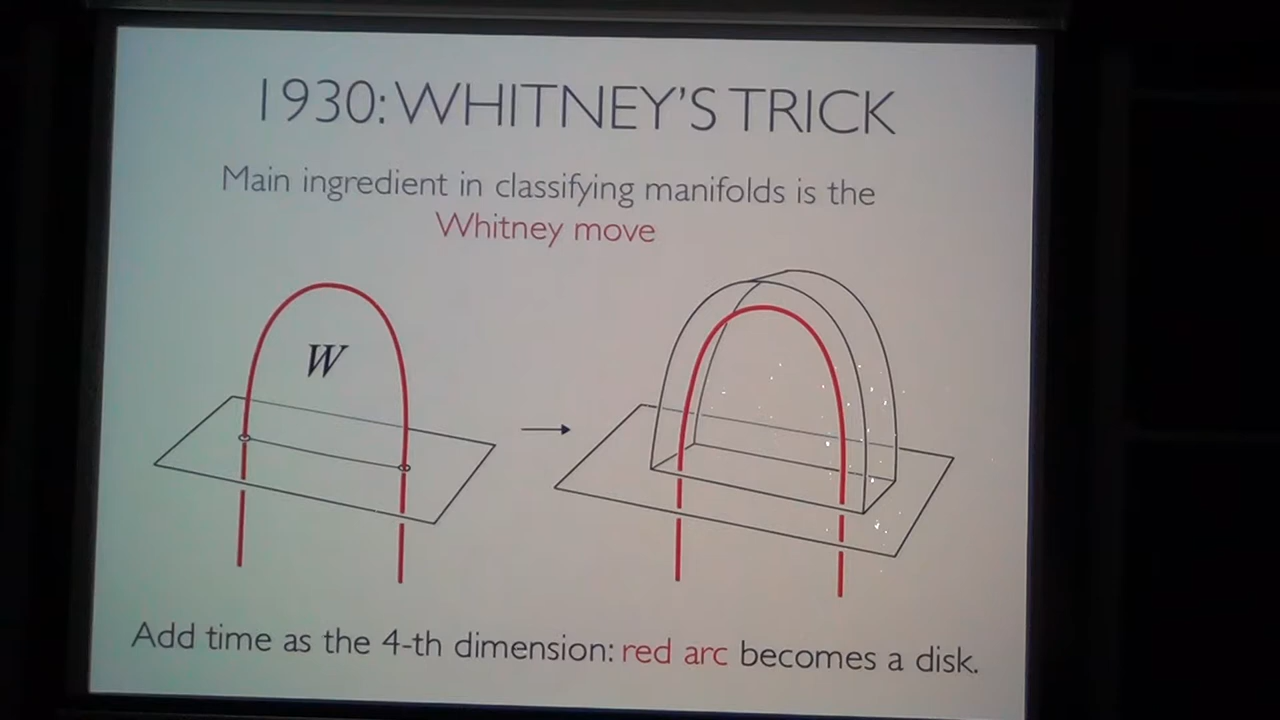 1930: WHITNEY'S TRICK
Main ingredient in classifying manifolds is the
Whitney move
W
Add time as the 4-th dimension: red arc becomes a disk.